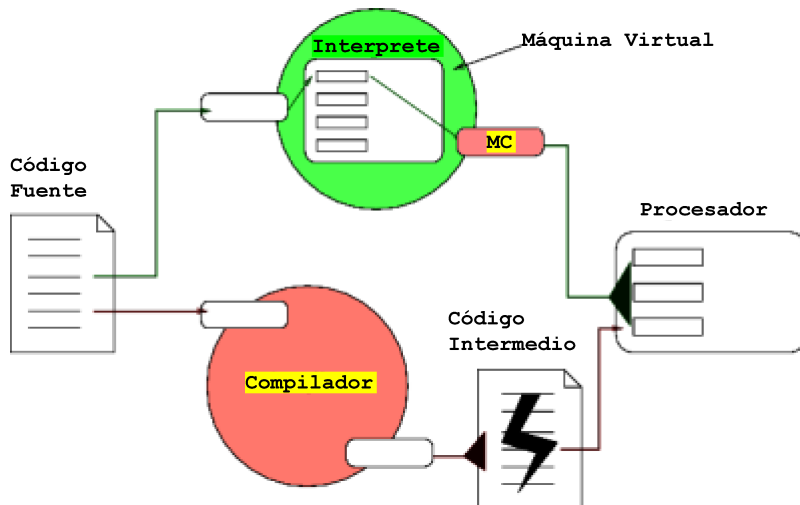 Interprete
Máquina Virtual
MC
Código
Fuente
Procesador
Código
Intermedio
Compilador